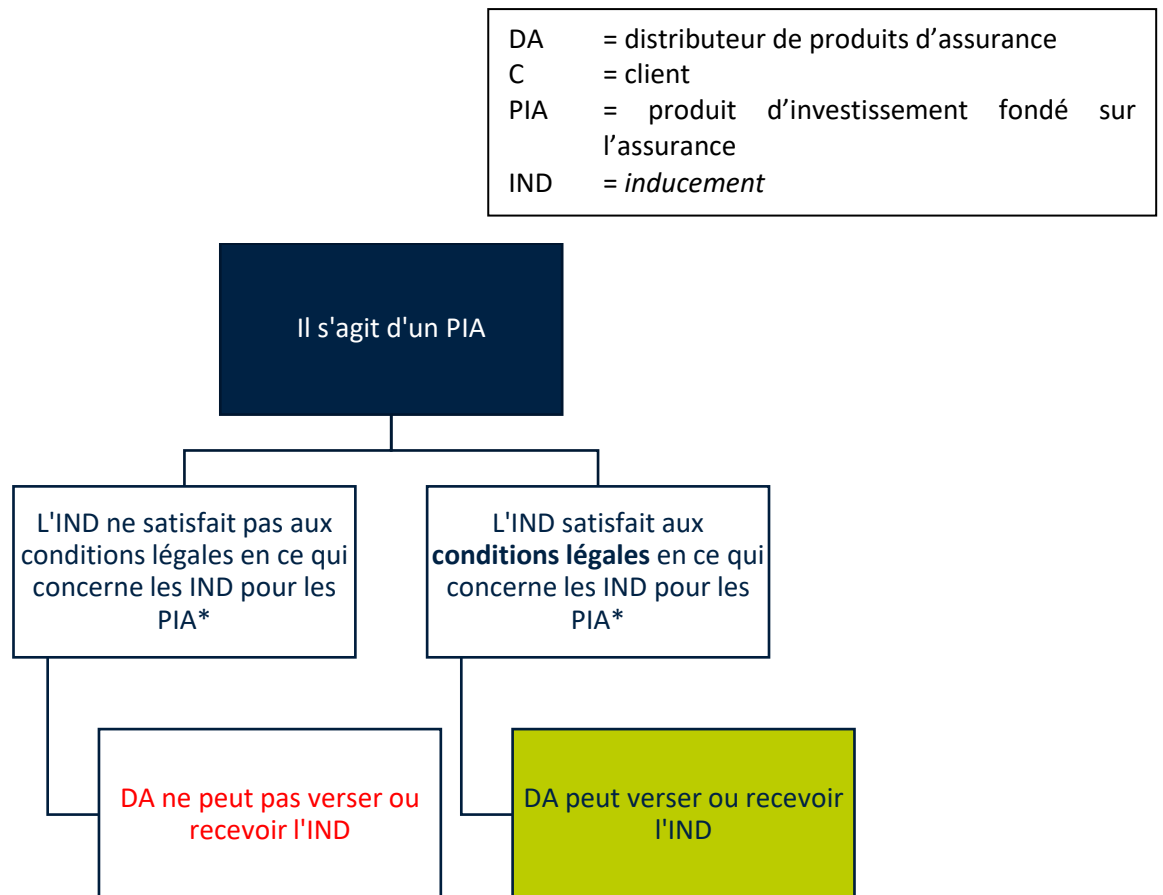 DA = distributeur de produits d’assurance
C = client
PIA = produit d’investissement fondé sur
l’assurance
IND = inducement
Il s'agit d'un PIA
L'IND ne satisfait pas aux
conditions légales en ce qui
concerne les IND pour les
PIA*
L'IND satisfait aux
conditions légales en ce qui
concerne les IND pour les
PIA*
DA ne peut pas verser ou
recevoir l'IND
DA peut verser ou recevoir
l'IND